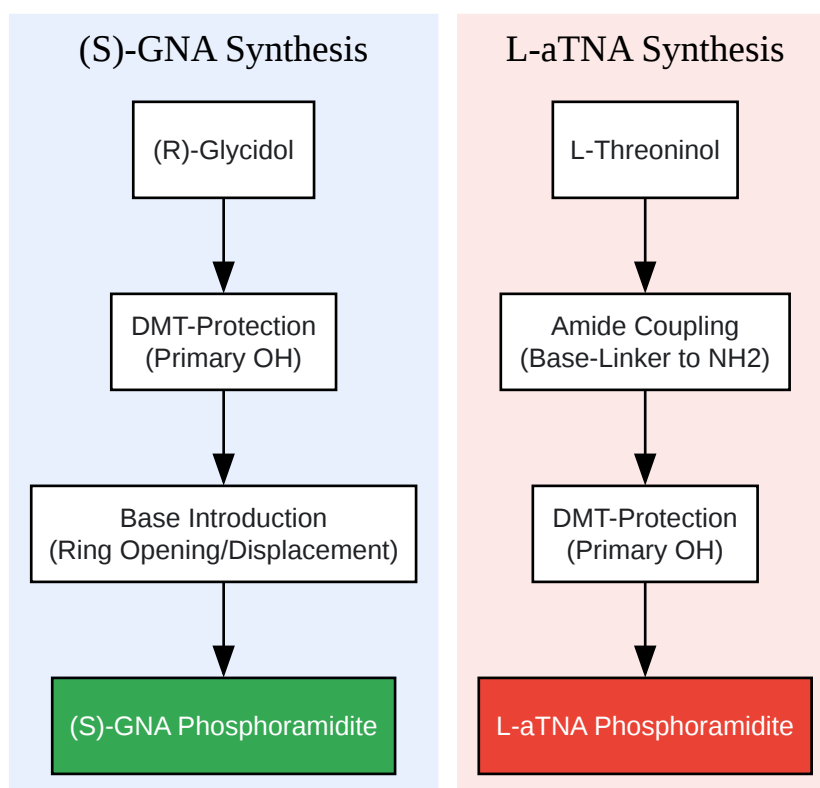 (S)-GNA Synthesis
(R)-Glycidol
DMT-Protection
(Primary OH)
Base Introduction
(Ring Opening/Displacement)
(S)-GNA Phosphoramidite
L-aTNA Synthesis
L-Threoninol
Amide Coupling
(Base-Linker to NH2)
DMT-Protection
(Primary OH)
L-aTNA Phosphoramidite